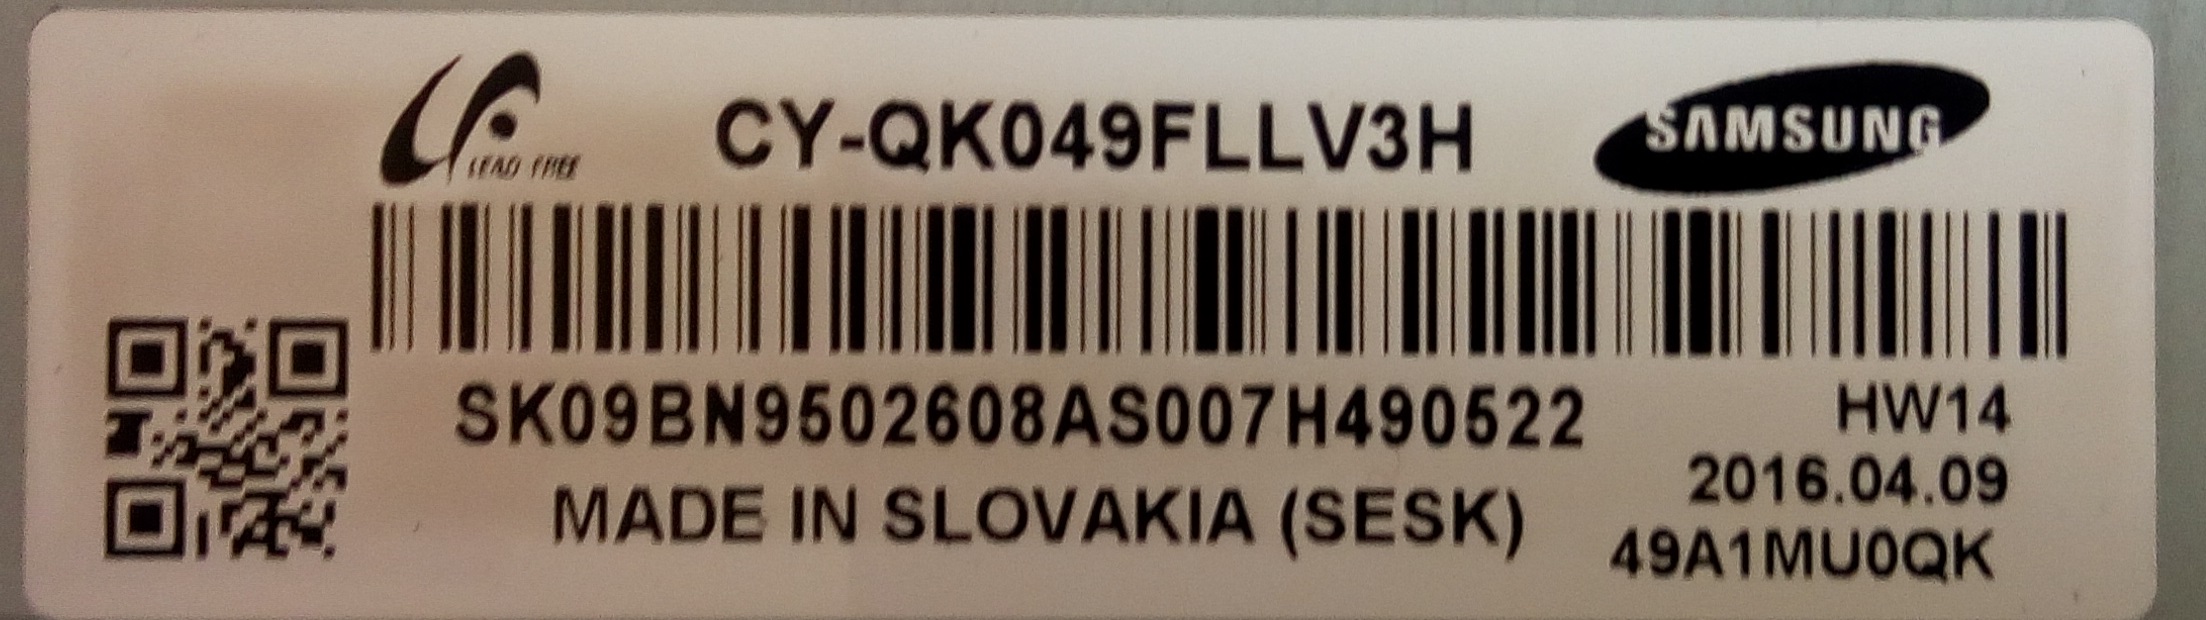 LEAD FREE
CY-QK049FLLV3H
SAMSUNG
SK09BN9502608AS007H490522
HW14
2016.04.09
MADE IN SLOVAKIA (SESK)
49A1MU0QK